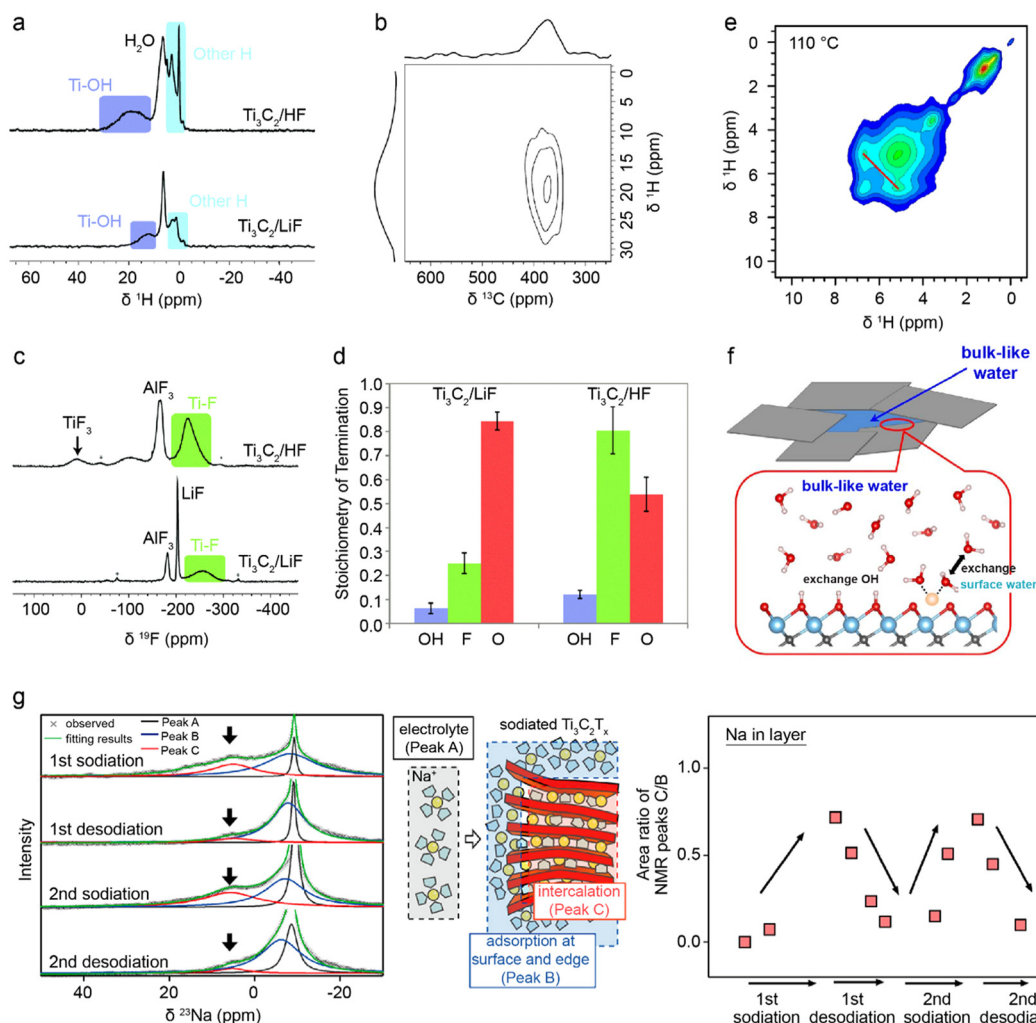 a
Ti-OH
H2O
Other H
Ti3C2/HF
Ti-OH
Other H
Ti3C2/LiF
60 40 20 0 -20 -40
δ 1H (ppm)
b
0
5
10
15
20
25
30
δ 1H (ppm)
600 500 400 300
δ 13C (ppm)
e
110 °C
0
2
4
6
8
10
δ 1H (ppm)
10 8 6 4 2 0
δ 1H (ppm)
c
TiF3
AlF3
Ti-F
Ti3C2/HF
LiF
AlF3
Ti-F
Ti3C2/LiF
100 0 -100 -200 -300 -400
δ 19F (ppm)
d
Stoichiometry of Termination
1.0
0.9
0.8
0.7
0.6
0.5
0.4
0.3
0.2
0.1
0.0
Ti3C2/LiF
Ti3C2/HF
OH F O OH F O
f
bulk-like
water
bulk-like water
exchange OH
exchange
surface water
g
Intensity
× observed
fitting results
Peak A
Peak B
Peak C
1st sodiation
1st desodiation
2nd sodiation
2nd desodiation
40 20 0 -20
δ 23Na (ppm)
electrolyte
(Peak A)
Na+
sodiated Ti3C2Tx
intercalation
(Peak C)
adsorption at
surface and edge
(Peak B)
Area ratio of
NMR peaks C/B
Na in layer
1.0
0.5
0.0
1st
sodiation
1st
desodiation
2nd
sodiation
2nd
desodia